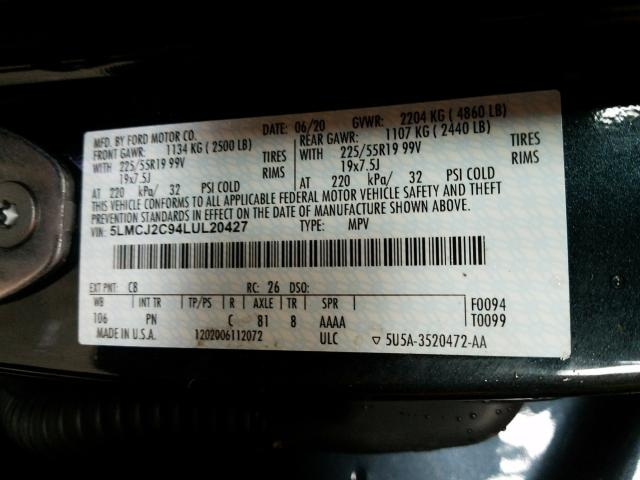 MFD. BY FORD MOTOR CO. DATE: 06/20 GVWR: 2204 KG ( 4860 LB)
FRONT GAWR: 1134 KG ( 2500 LB) REAR GAWR: 1107 KG ( 2440 LB)
WITH 225/55R19 99V TIRES WITH 225/55R19 99V TIRES
19x7.5J RIMS 19x7.5J RIMS
AT 220 kPa/ 32 PSI COLD AT 220 kPa/ 32 PSI COLD
THIS VEHICLE CONFORMS TO ALL APPLICABLE FEDERAL MOTOR VEHICLE SAFETY AND THEFT
PREVENTION STANDARDS IN EFFECT ON THE DATE OF MANUFACTURE SHOWN ABOVE.
VIN: 5LMCJ2C94LUL20427 TYPE: MPV
EXT PNT: C8 RC: 26 DSO:
WB INT TR TP/PS R AXLE TR SPR F0094
106 PN C 81 8 AAAA T0099
MADE IN U.S.A. 1202006112072 ULC ▽ 5U5A-3520472-AA